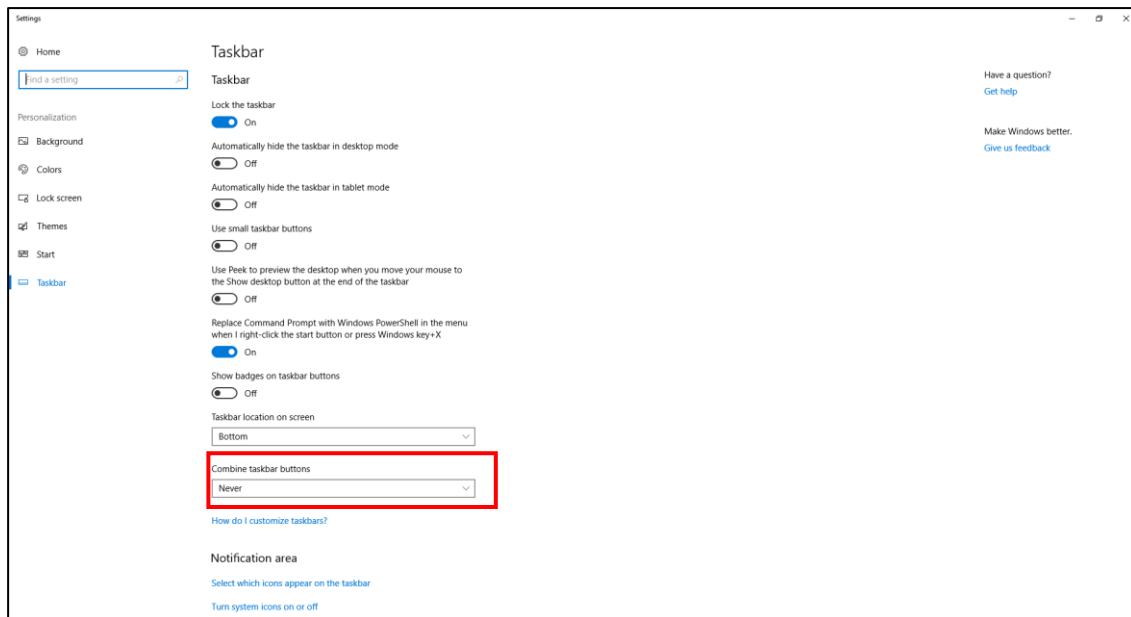 Settings
Home
Find a setting
Personalization
Background
Colors
Lock screen
Themes
Start
Taskbar
Taskbar
Taskbar
Lock the taskbar
On
Automatically hide the taskbar in desktop mode
Off
Automatically hide the taskbar in tablet mode
Off
Use small taskbar buttons
Off
Use Peek to preview the desktop when you move your mouse to
the Show desktop button at the end of the taskbar
Off
Replace Command Prompt with Windows PowerShell in the menu
when I right-click the start button or press Windows key+X
On
Show badges on taskbar buttons
Off
Taskbar location on screen
Bottom
Combine taskbar buttons
Never
How do I customize taskbars?
Notification area
Select which icons appear on the taskbar
Turn system icons on or off
Have a question?
Get help
Make Windows better.
Give us feedback